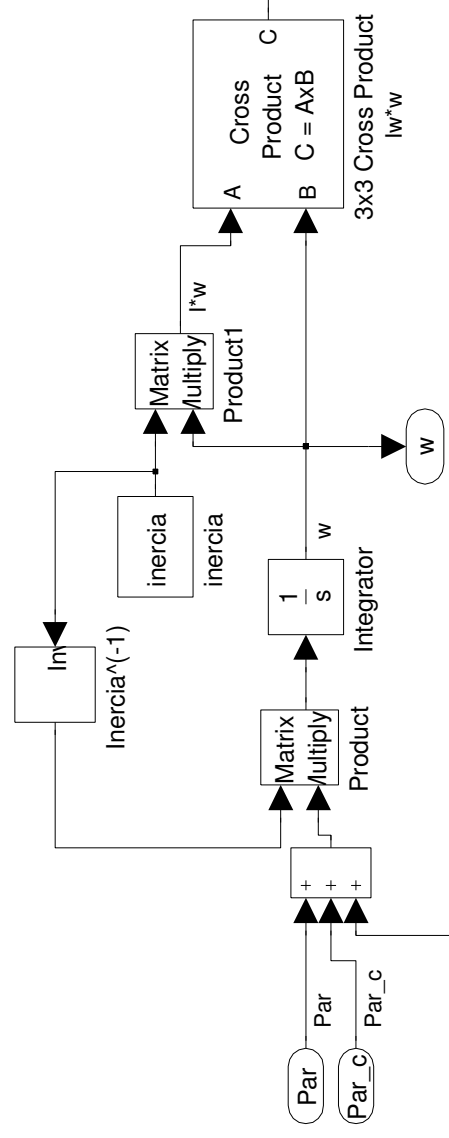 Inv
Inercia^(-1)
inercia
inercia
Matrix
Multiply
Product1
I*w
A
B
C
Cross
Product
C = AxB
3x3 Cross Product
Iw*w
Par
Par
Par_c
Par_c
+
+
+
Matrix
Multiply
Product
1
s
Integrator
w
w